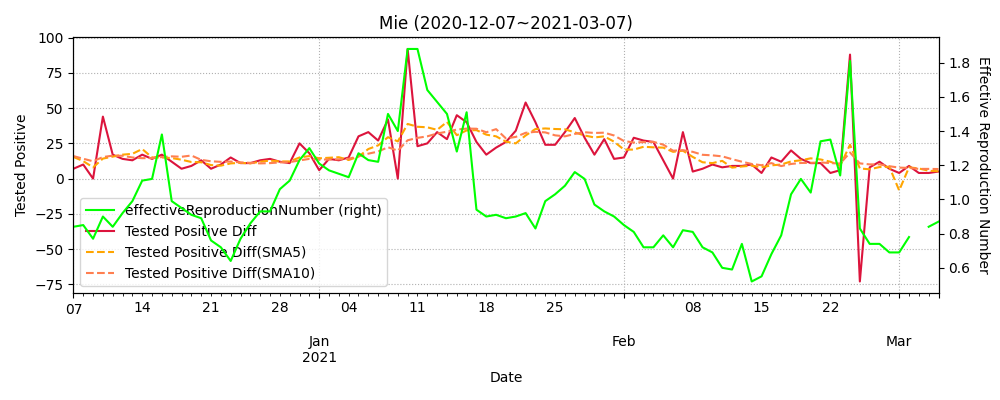 Mie (2020-12-07~2021-03-07)
100
75
50
25
0
−25
−50
−75
Tested Positive
1.8
1.6
1.4
1.2
1.0
0.8
0.6
Effective Reproduction Number
effectiveReproductionNumber (right)
Tested Positive Diff
Tested Positive Diff(SMA5)
Tested Positive Diff(SMA10)
07 14 21 28 04 11 18 25 08 15 22
Jan Feb Mar
2021
Date